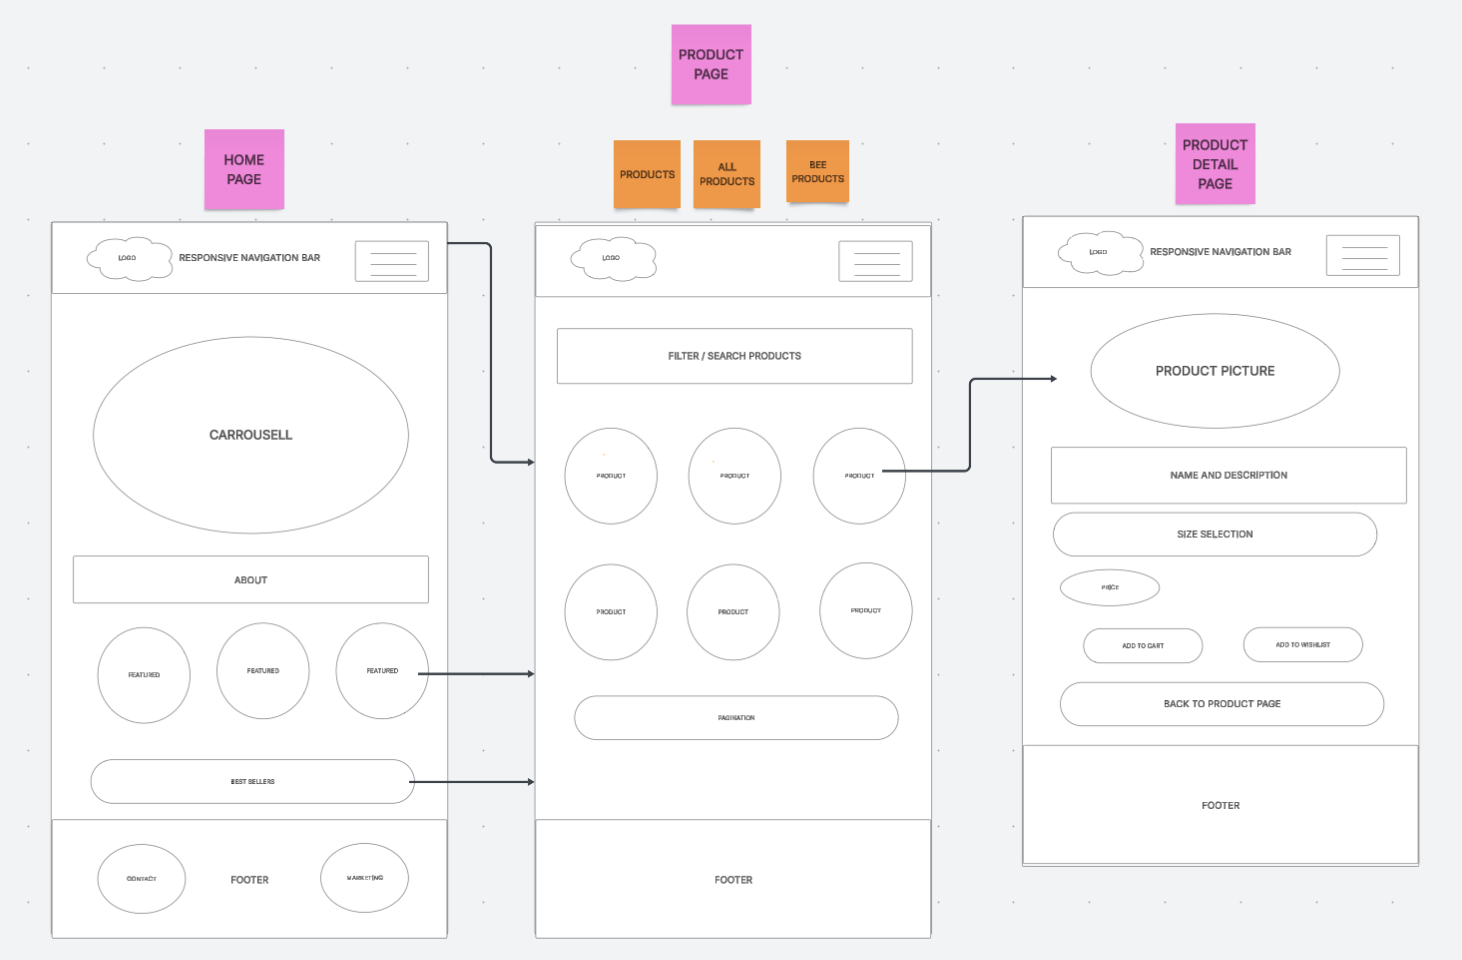 PRODUCT
PAGE
HOME
PAGE
PRODUCTS
ALL
PRODUCTS
BEE
PRODUCTS
PRODUCT
DETAIL
PAGE
LOGO
RESPONSIVE NAVIGATION BAR
CARROUSELL
ABOUT
FEATURED
FEATURED
FEATURED
BEST SELLERS
CONTACT
FOOTER
MARKETING
LOGO
FILTER / SEARCH PRODUCTS
PRODUCT
PRODUCT
PRODUCT
PRODUCT
PRODUCT
PRODUCT
PAGINATION
FOOTER
LOGO
RESPONSIVE NAVIGATION BAR
PRODUCT PICTURE
NAME AND DESCRIPTION
SIZE SELECTION
PRICE
ADD TO CART
ADD TO WISHLIST
BACK TO PRODUCT PAGE
FOOTER